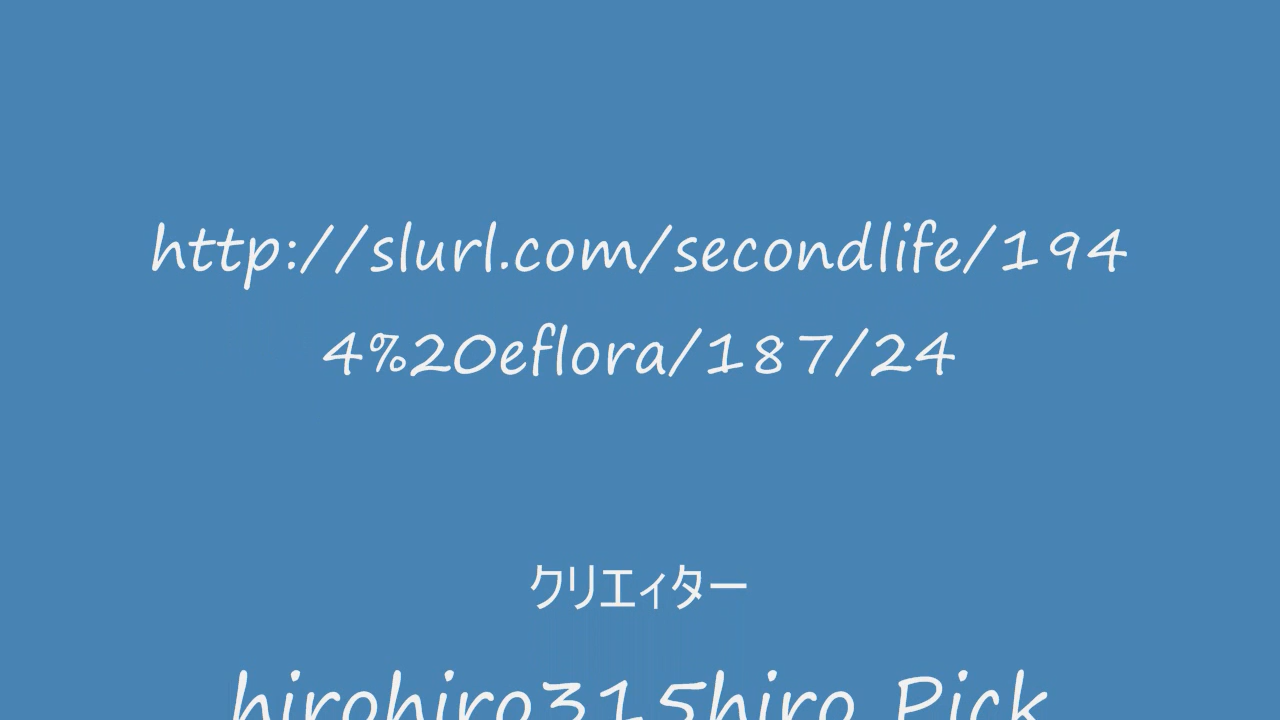 http://slurl.com/secondlife/194
4%20eflora/187/24
クリエィター
hirohiro315hiro Pick